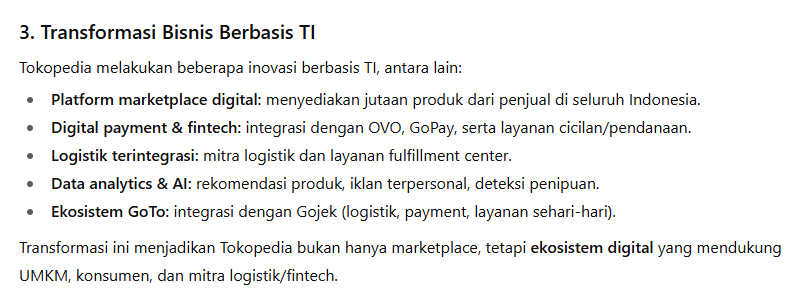 3. Transformasi Bisnis Berbasis TI
Tokopedia melakukan beberapa inovasi berbasis TI, antara lain:
• Platform marketplace digital: menyediakan jutaan produk dari penjual di seluruh Indonesia.
• Digital payment & fintech: integrasi dengan OVO, GoPay, serta layanan cicilan/pendanaan.
• Logistik terintegrasi: mitra logistik dan layanan fulfillment center.
• Data analytics & AI: rekomendasi produk, iklan terpersonal, deteksi penipuan.
• Ekosistem GoTo: integrasi dengan Gojek (logistik, payment, layanan sehari-hari).
Transformasi ini menjadikan Tokopedia bukan hanya marketplace, tetapi ekosistem digital yang mendukung
UMKM, konsumen, dan mitra logistik/fintech.